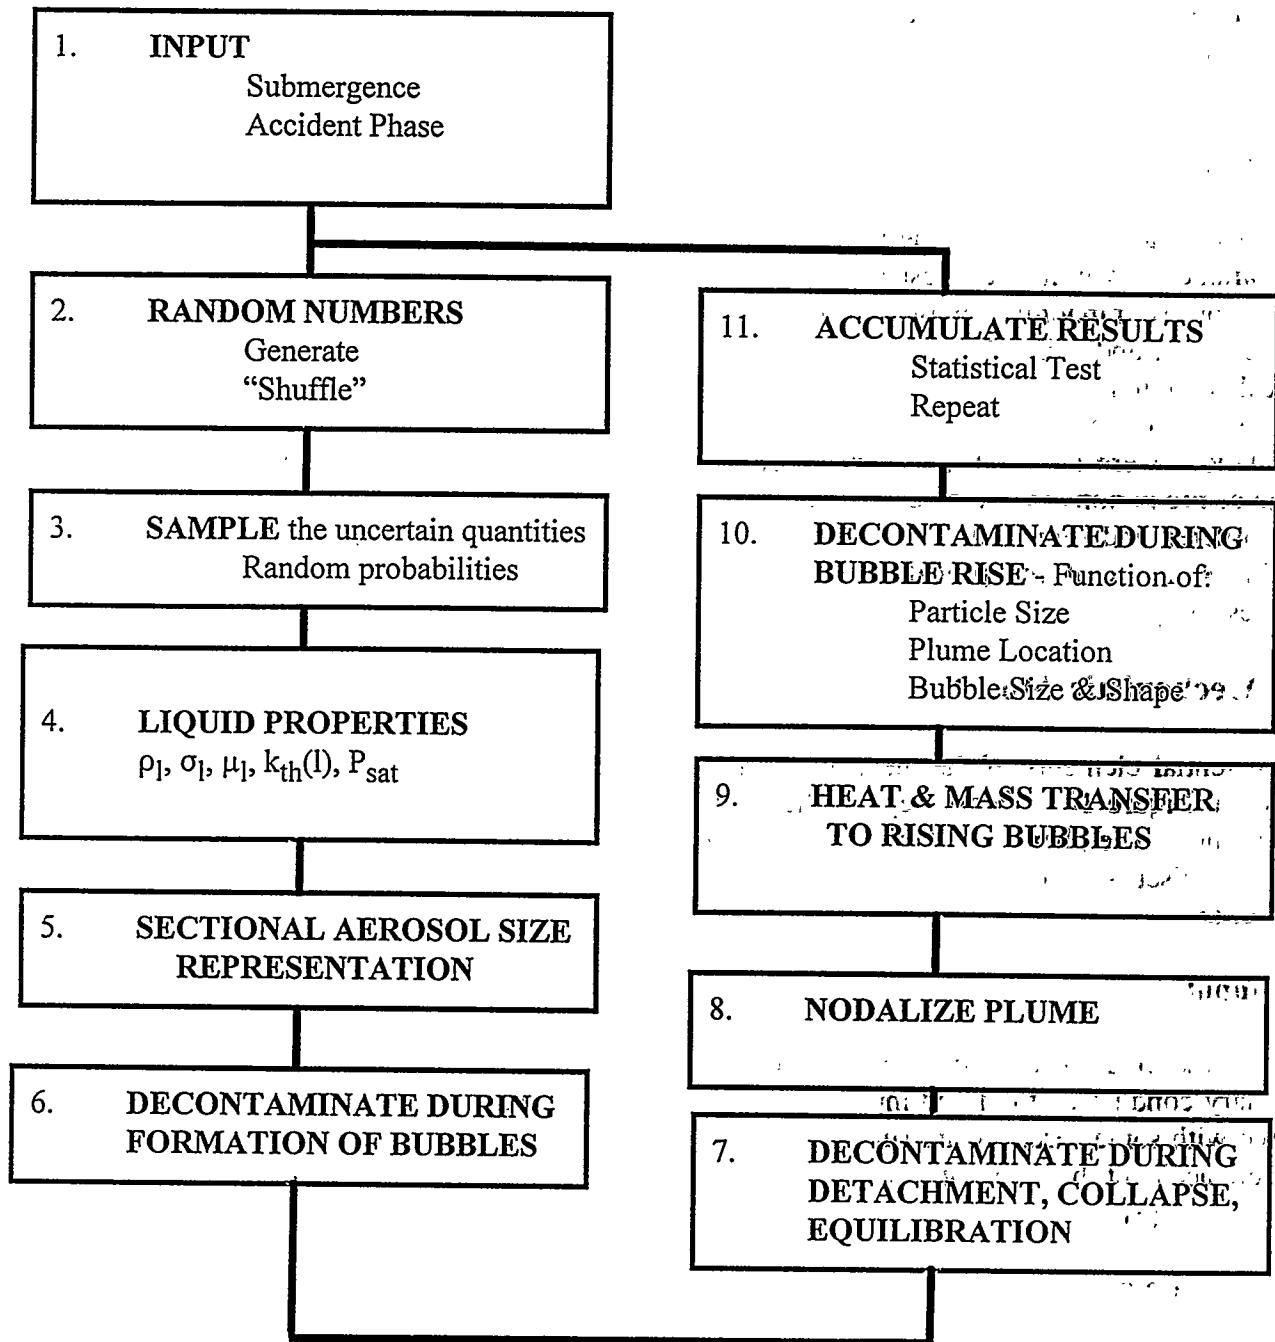 1. INPUT
Submergence
Accident Phase
2. RANDOM NUMBERS
Generate
“Shuffle”
3. SAMPLE the uncertain quantities
Random probabilities
4. LIQUID PROPERTIES
ρl, σl, μl, kth(l), Psat
5. SECTIONAL AEROSOL SIZE
REPRESENTATION
6. DECONTAMINATE DURING
FORMATION OF BUBBLES
11. ACCUMULATE RESULTS
Statistical Test
Repeat
10. DECONTAMINATE DURING
BUBBLE RISE - Function of:
Particle Size
Plume Location
Bubble Size & Shape
9. HEAT & MASS TRANSFER
TO RISING BUBBLES
8. NODALIZE PLUME
7. DECONTAMINATE DURING
DETACHMENT, COLLAPSE,
EQUILIBRATION